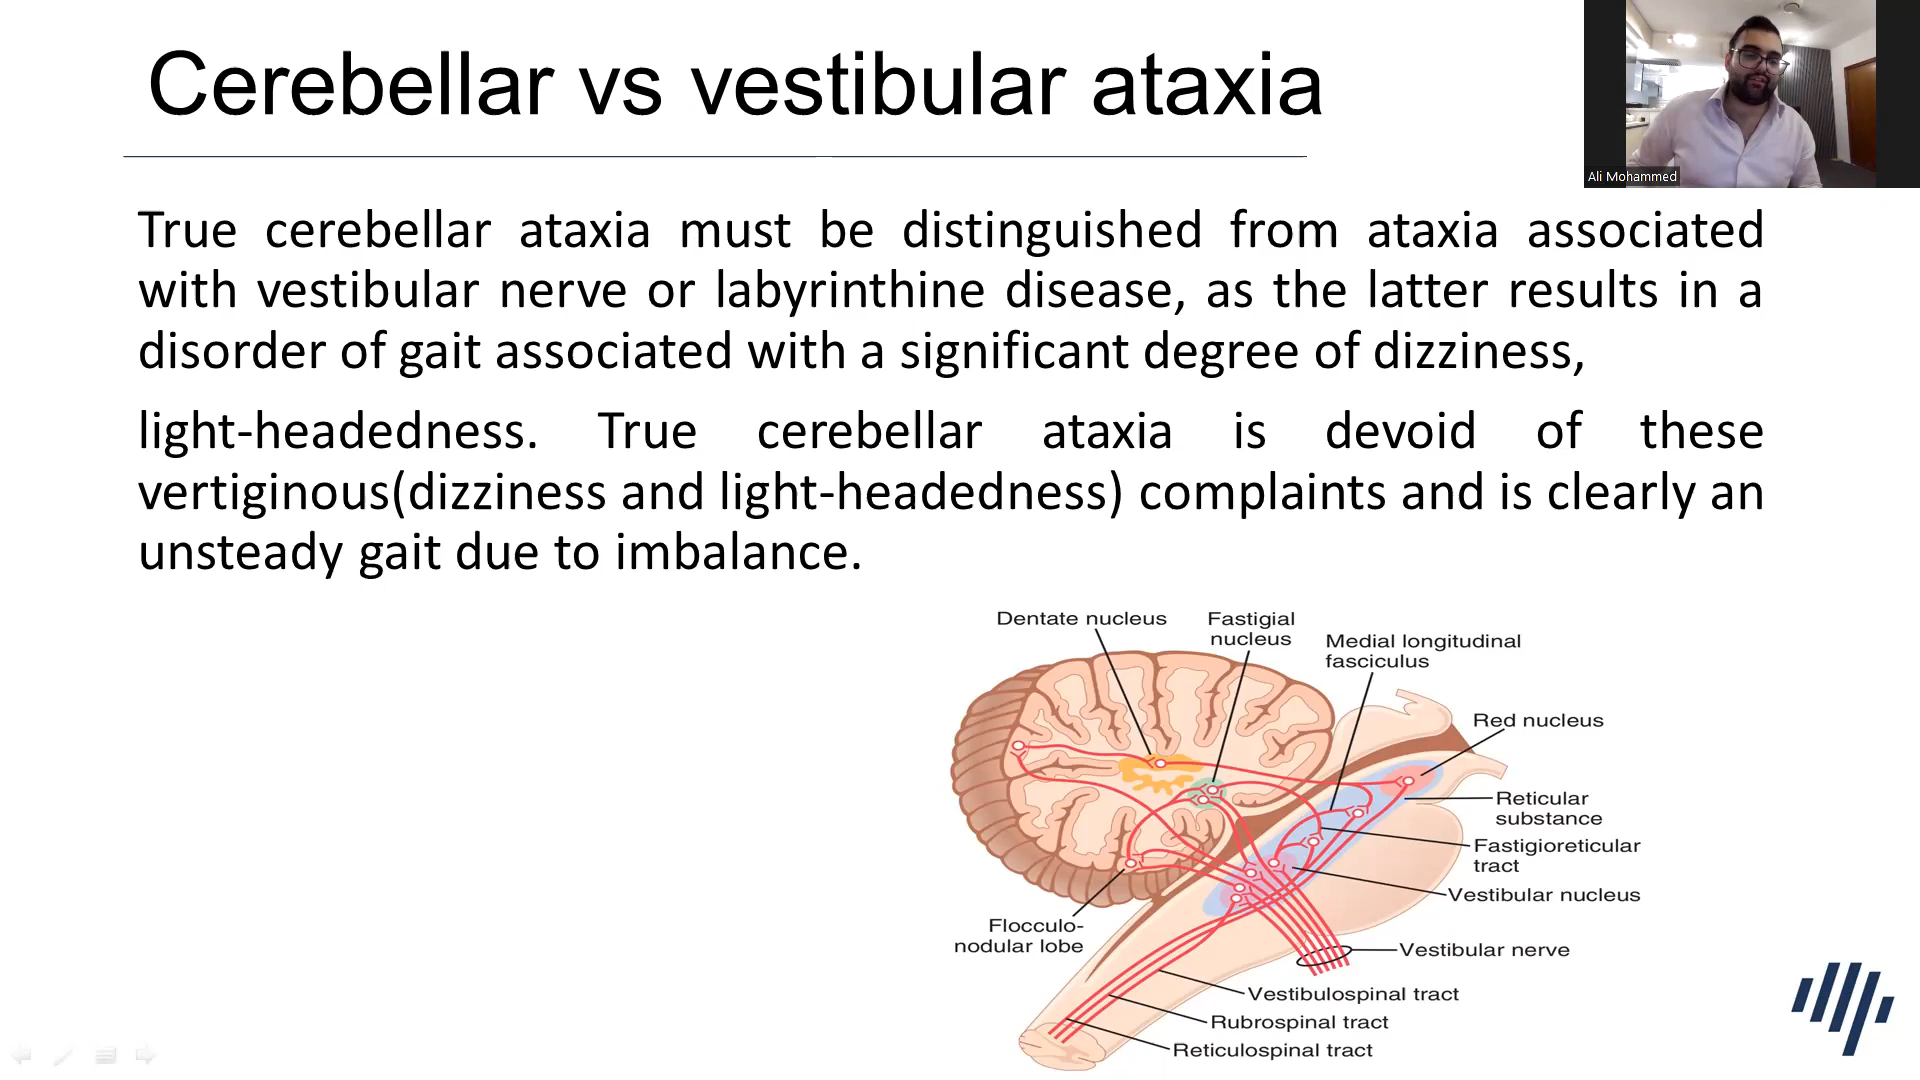 Cerebellar vs vestibular ataxia
Ali Mohammed
True cerebellar ataxia must be distinguished from ataxia associated
with vestibular nerve or labyrinthine disease, as the latter results in a
disorder of gait associated with a significant degree of dizziness,
light-headedness. True cerebellar ataxia is devoid of these
vertiginous(dizziness and light-headedness) complaints and is clearly an
unsteady gait due to imbalance.
Dentate nucleus
Fastigial
nucleus
Medial longitudinal
fasciculus
Red nucleus
Reticular
substance
Fastigioreticular
tract
Vestibular nucleus
Flocculo-
nodular lobe
Vestibular nerve
Vestibulospinal tract
Rubrospinal tract
Reticulospinal tract